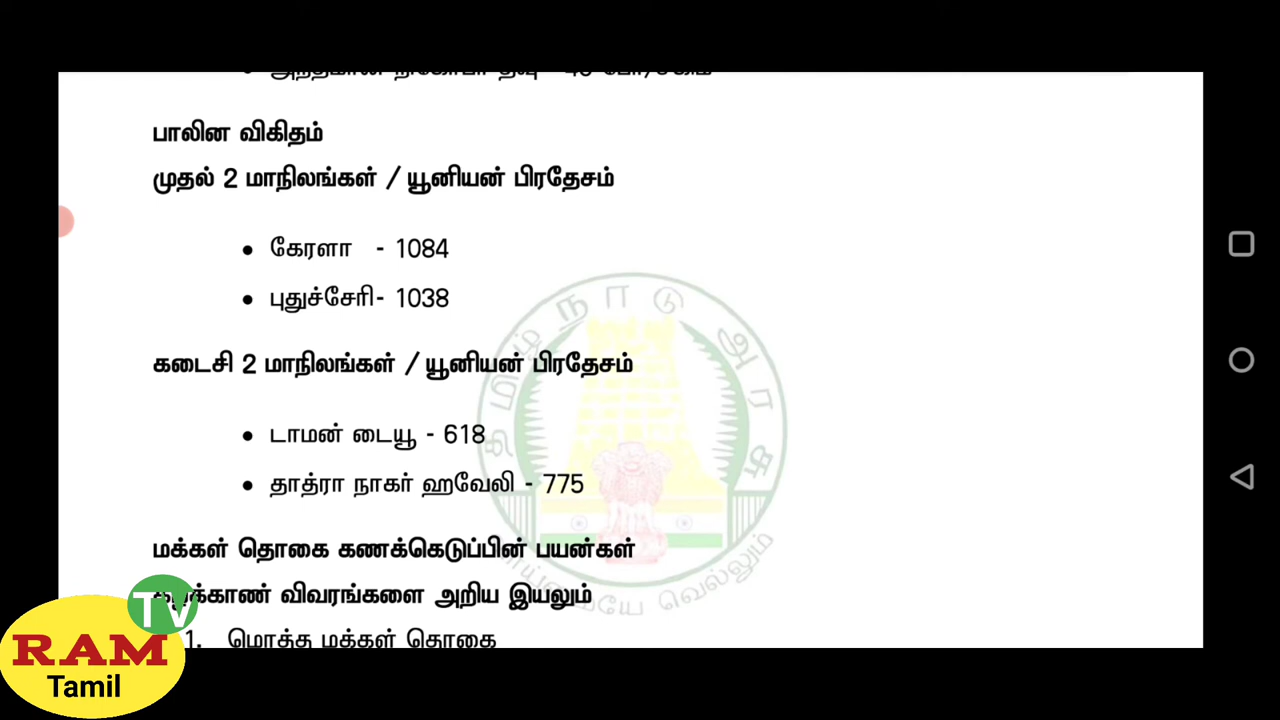 பாலின விகிதம்
முதல் 2 மாநிலங்கள் / யூனியன் பிரதேசம்
• கேரளா - 1084
• புதுச்சேரி- 1038
கடைசி 2 மாநிலங்கள் / யூனியன் பிரதேசம்
• டாமன் டையூ - 618
• தாத்ரா நாகர் ஹவேலி - 775
மக்கள் தொகை கணக்கெடுப்பின் பயன்கள்
விவரங்களை அறிய இயலும்
1. மொத்த மக்கள் தொகை
தமிழ்நாடு அரசு
வாய்மையே வெல்லும்
TV
RAM
Tamil